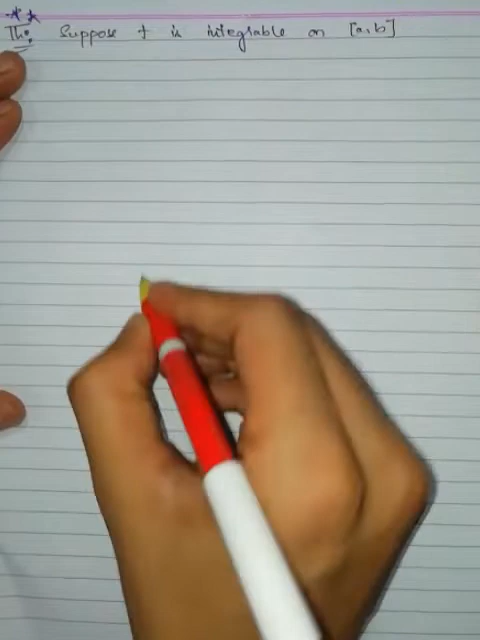 **
Th: Suppose f is integrable on [a,b]